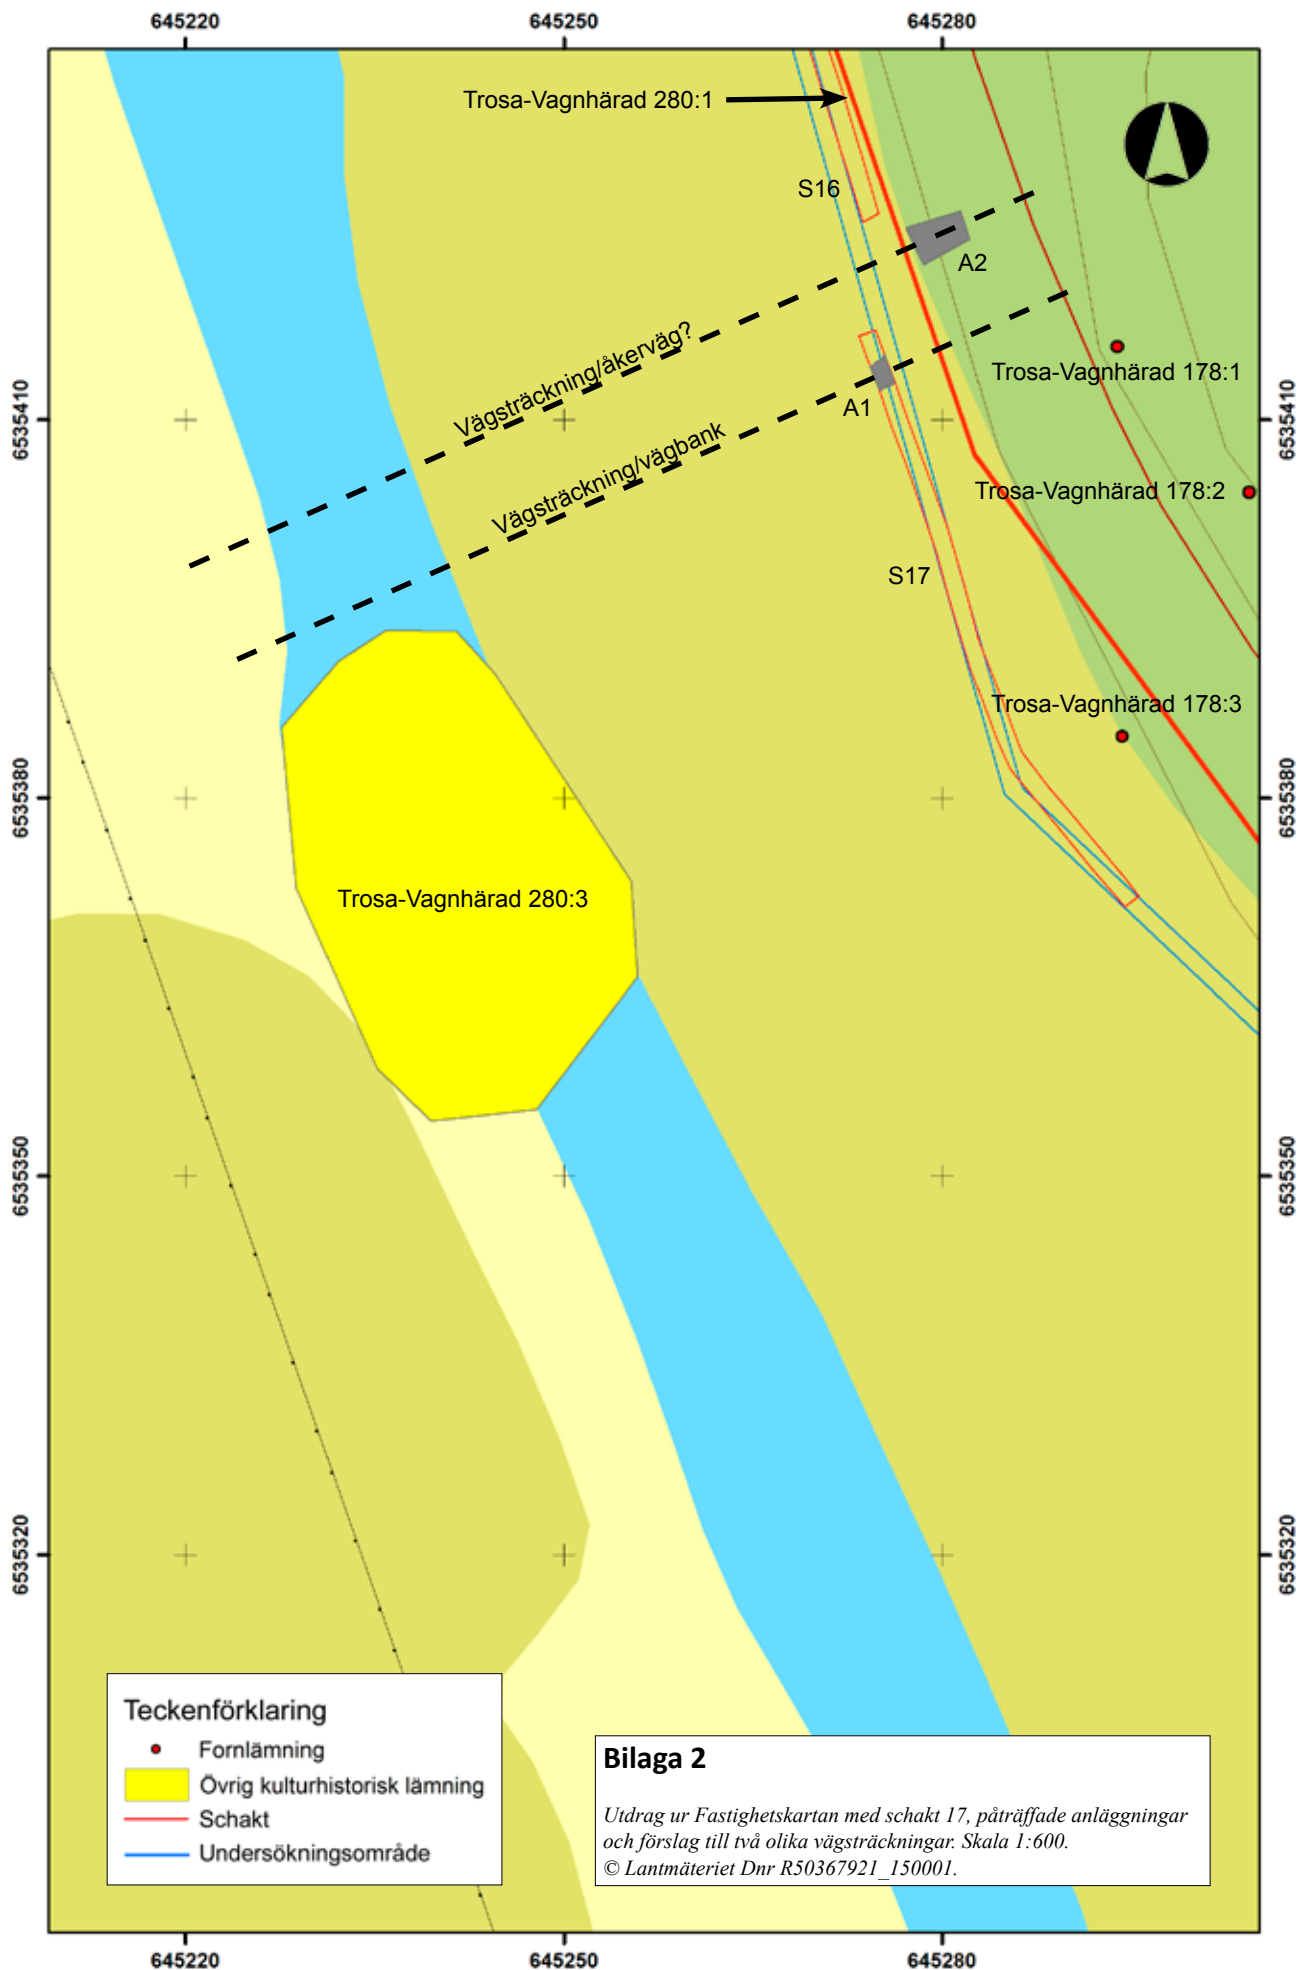 645220
645250
645280
Trosa-Vagnhärad 280:1
S16
A2
Vägsträckning/åkerväg?
Trosa-Vagnhärad 178:1
A1
6535410
6535410
Vägsträckning/vägbank
Trosa-Vagnhärad 178:2
S17
Trosa-Vagnhärad 178:3
6535380
6535380
Trosa-Vagnhärad 280:3
6535350
6535350
6535320
6535320
Teckenförklaring
Fornlämning
Övrig kulturhistorisk lämning
Schakt
Undersökningsområde
Bilaga 2
Utdrag ur Fastighetskartan med schakt 17, påträffade anläggningar
och förslag till två olika vägsträckningar. Skala 1:600.
© Lantmäteriet Dnr R50367921_150001.
645220
645250
645280